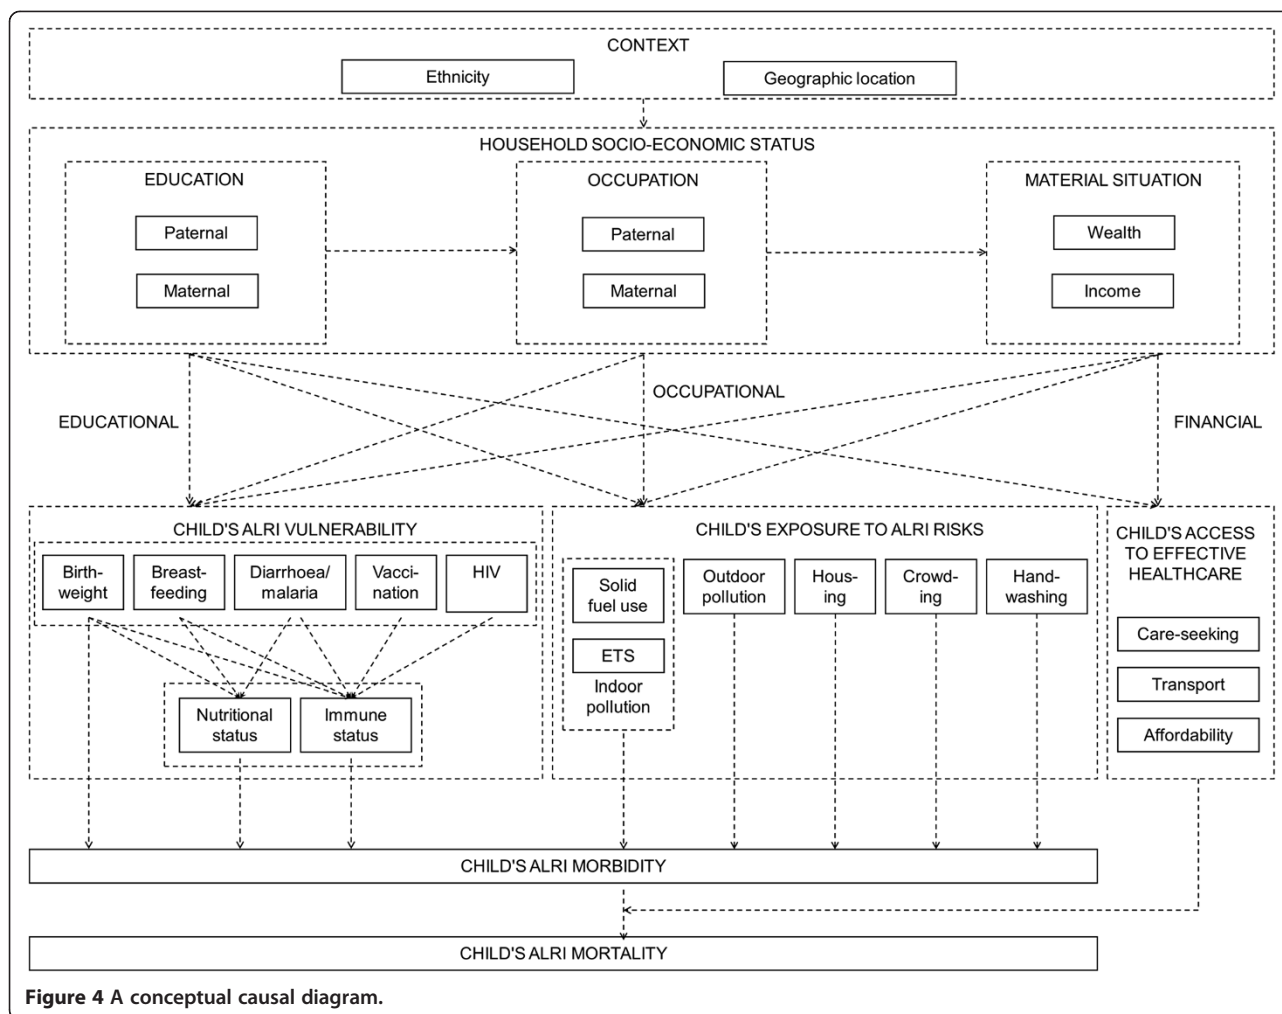 CONTEXT
Ethnicity
Geographic location
HOUSEHOLD SOCIO-ECONOMIC STATUS
EDUCATION
Paternal
Maternal
OCCUPATION
Paternal
Maternal
MATERIAL SITUATION
Wealth
Income
EDUCATIONAL
OCCUPATIONAL
FINANCIAL
CHILD'S ALRI VULNERABILITY
Birth-
weight
Breast-
feeding
Diarrhoea/
malaria
Vacci-
nation
HIV
Nutritional
status
Immune
status
CHILD'S EXPOSURE TO ALRI RISKS
Solid
fuel use
ETS
Indoor
pollution
Outdoor
pollution
Hous-
ing
Crowd-
ing
Hand-
washing
CHILD'S ACCESS
TO EFFECTIVE
HEALTHCARE
Care-seeking
Transport
Affordability
CHILD'S ALRI MORBIDITY
CHILD'S ALRI MORTALITY
Figure 4 A conceptual causal diagram.